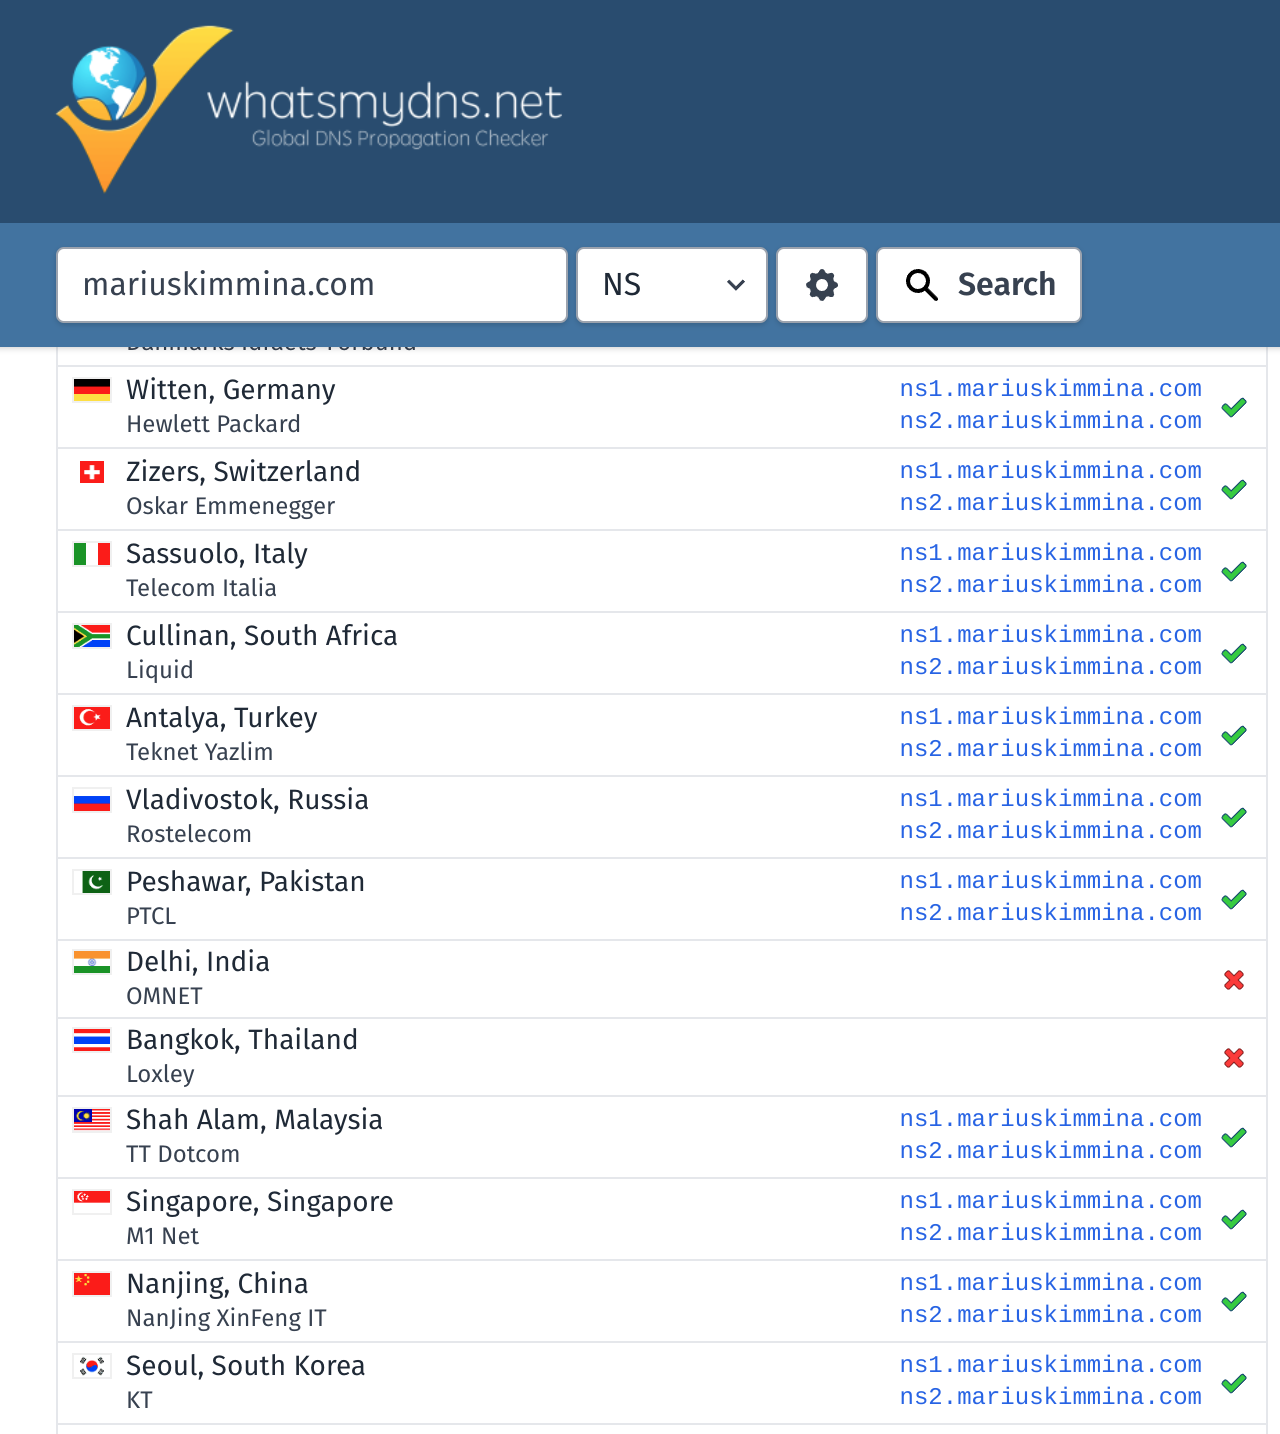 whatsmydns.net
Global DNS Propagation Checker
mariuskimmina.com
NS
Search
Danmarks Idraets-Forbund
Witten, Germany
Hewlett Packard
ns1.mariuskimmina.com
ns2.mariuskimmina.com
Zizers, Switzerland
Oskar Emmenegger
ns1.mariuskimmina.com
ns2.mariuskimmina.com
Sassuolo, Italy
Telecom Italia
ns1.mariuskimmina.com
ns2.mariuskimmina.com
Cullinan, South Africa
Liquid
ns1.mariuskimmina.com
ns2.mariuskimmina.com
Antalya, Turkey
Teknet Yazlim
ns1.mariuskimmina.com
ns2.mariuskimmina.com
Vladivostok, Russia
Rostelecom
ns1.mariuskimmina.com
ns2.mariuskimmina.com
Peshawar, Pakistan
PTCL
ns1.mariuskimmina.com
ns2.mariuskimmina.com
Delhi, India
OMNET
Bangkok, Thailand
Loxley
Shah Alam, Malaysia
TT Dotcom
ns1.mariuskimmina.com
ns2.mariuskimmina.com
Singapore, Singapore
M1 Net
ns1.mariuskimmina.com
ns2.mariuskimmina.com
Nanjing, China
NanJing XinFeng IT
ns1.mariuskimmina.com
ns2.mariuskimmina.com
Seoul, South Korea
KT
ns1.mariuskimmina.com
ns2.mariuskimmina.com